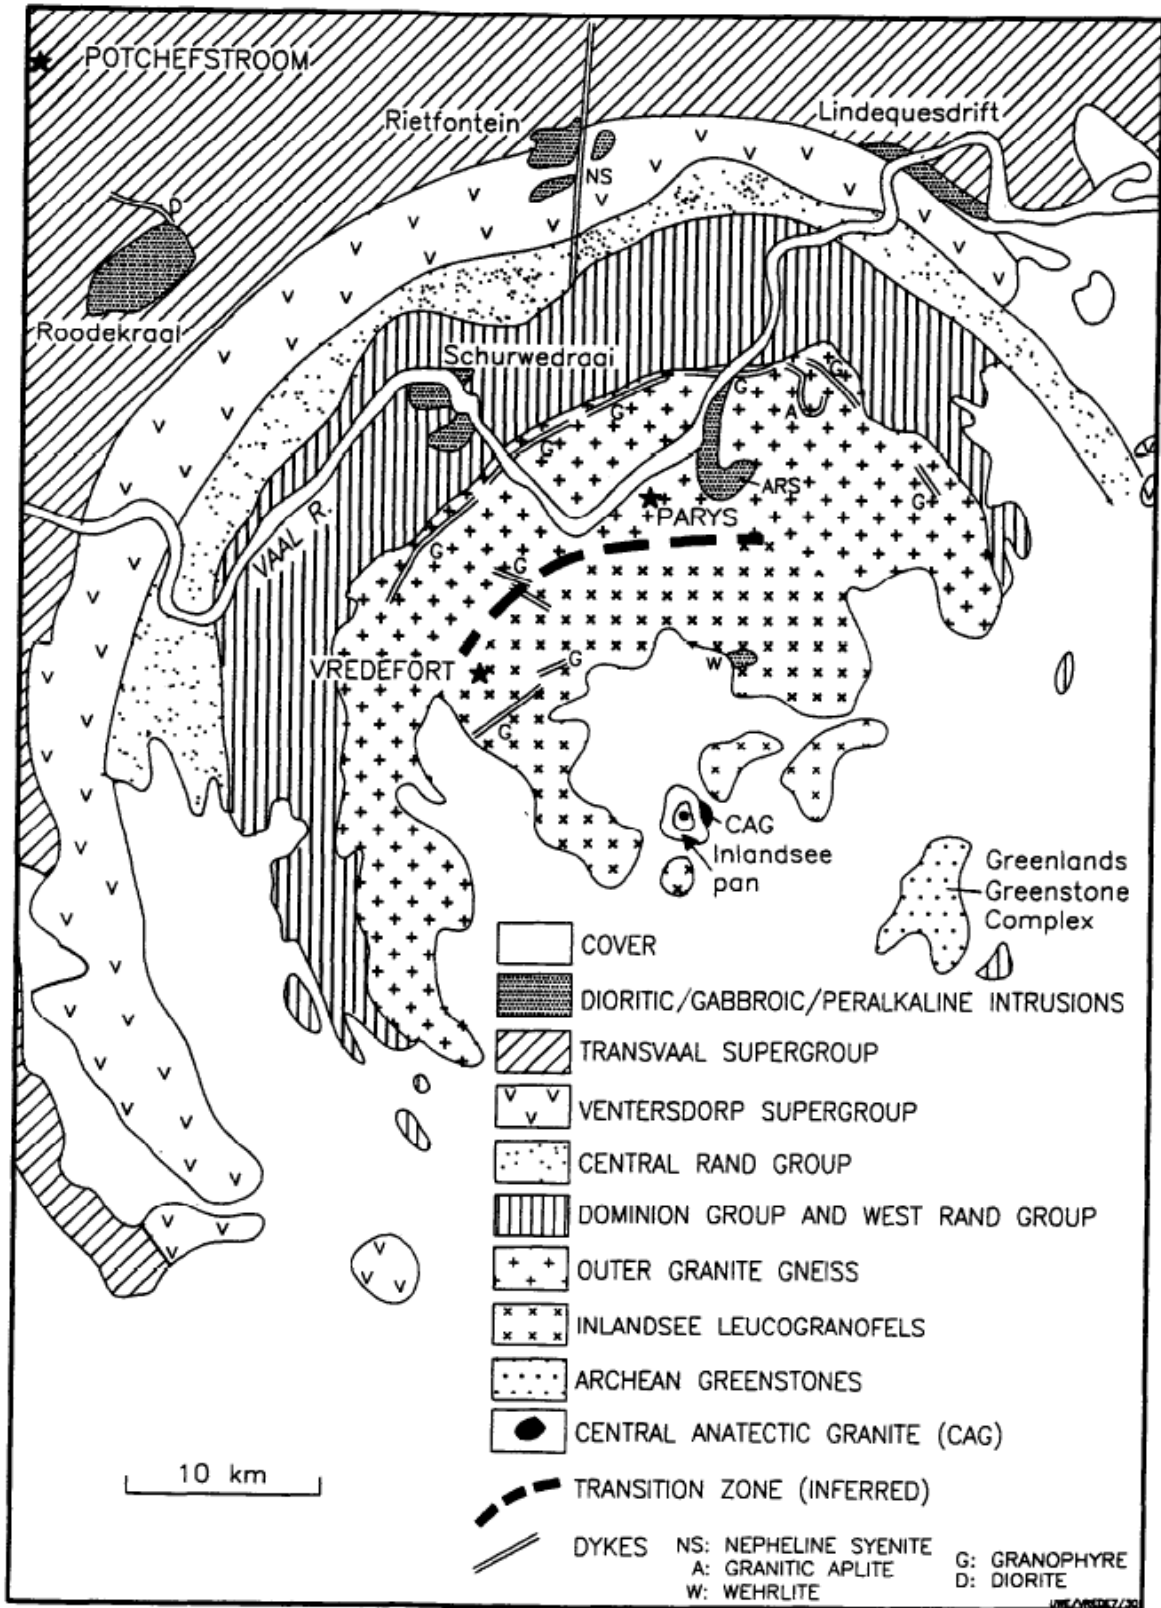 POTCHEFSTROOM
Rietfontein
Lindequesdrift
NS
D
Roodekraal
Schurwedraai
G
G
G
A
G
ARS
G
PARYS
VAAL R.
G
G
VREDEFORT
G
W
G
CAG
Inlandsee
pan
Greenlands
Greenstone
Complex
COVER
DIORITIC/GABBROIC/PERALKALINE INTRUSIONS
TRANSVAAL SUPERGROUP
VENTERSDORP SUPERGROUP
CENTRAL RAND GROUP
DOMINION GROUP AND WEST RAND GROUP
OUTER GRANITE GNEISS
INLANDSEE LEUCOGRANOFELS
ARCHEAN GREENSTONES
CENTRAL ANATECTIC GRANITE (CAG)
10 km
TRANSITION ZONE (INFERRED)
DYKES
NS: NEPHELINE SYENITE
A: GRANITIC APLITE
W: WEHRLITE
G: GRANOPHYRE
D: DIORITE